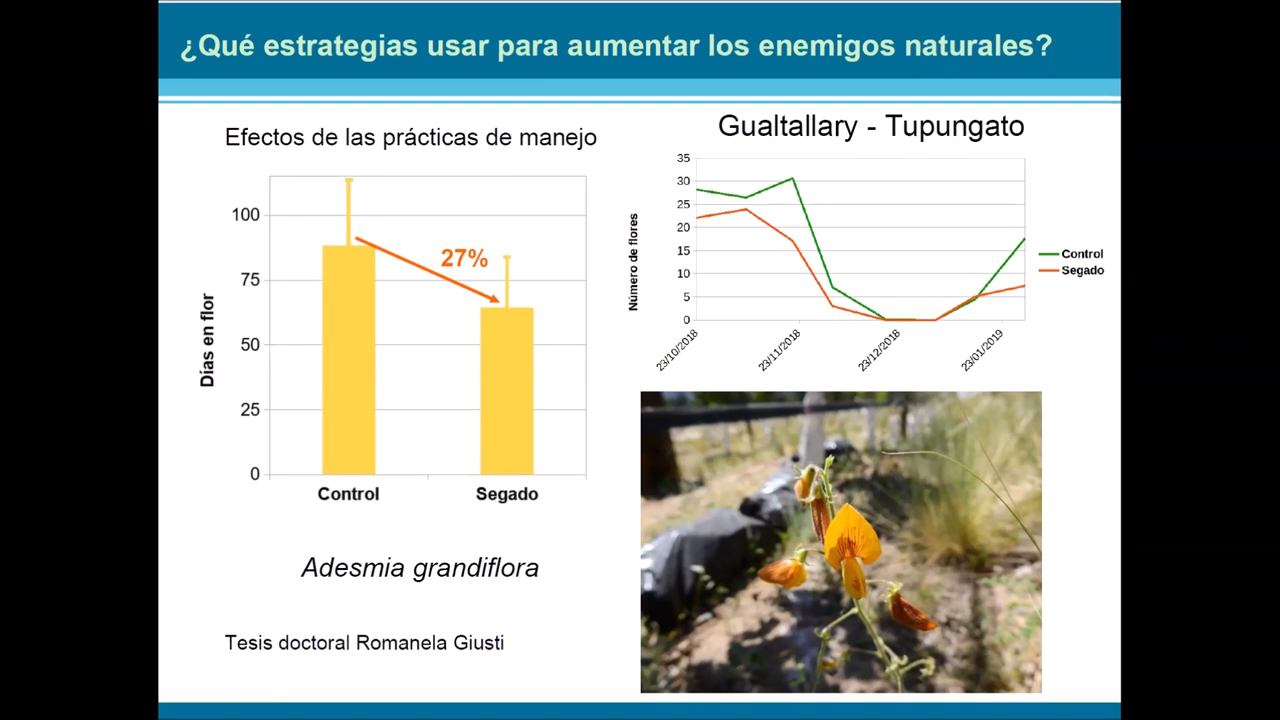 ¿Qué estrategias usar para aumentar los enemigos naturales?
Efectos de las prácticas de manejo
Días en flor
100
75
50
25
0
27%
Control
Segado
Adesmia grandiflora
Tesis doctoral Romanela Giusti
Gualtallary - Tupungato
Número de flores
35
30
25
20
15
10
5
0
23/10/2018
23/11/2018
23/12/2018
23/01/2019
Control
Segado